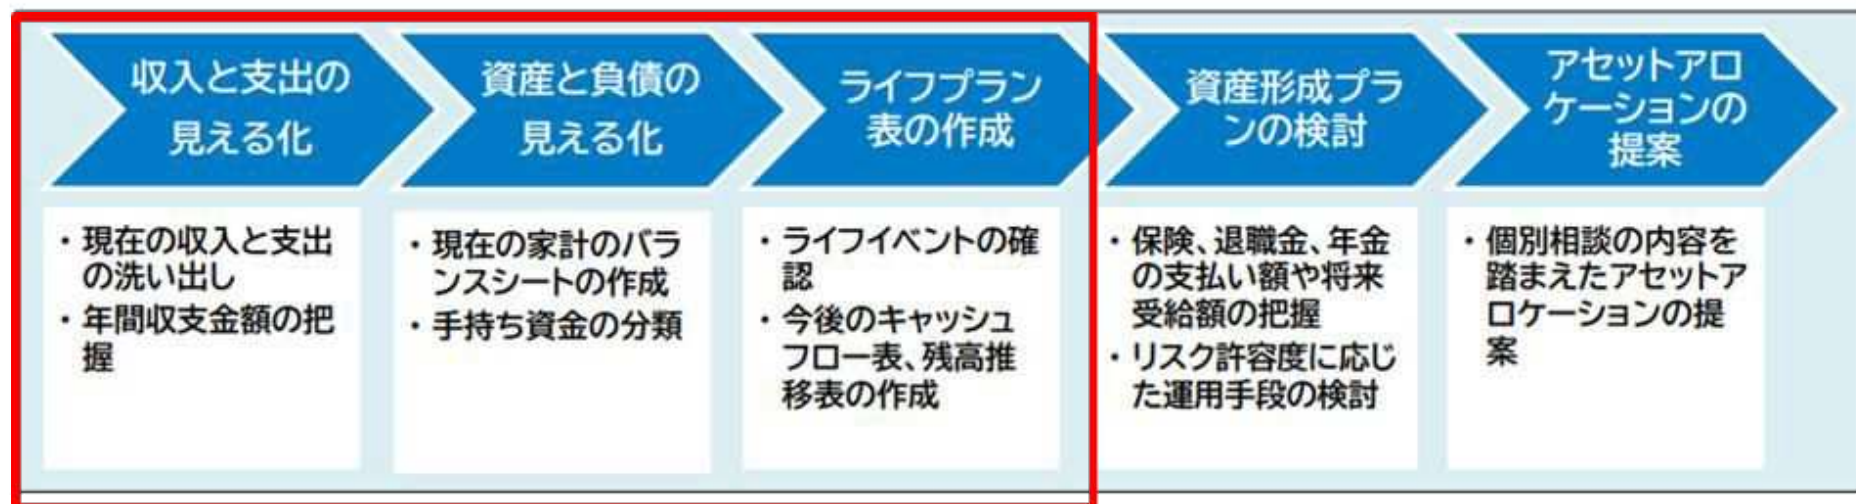 収入と支出の
見える化
・現在の収入と支出
の洗い出し
・年間収支金額の把
握
資産と負債の
見える化
・現在の家計のバラ
ンスシートの作成
・手持ち資金の分類
ライフプラン
表の作成
・ライフイベントの確
認
・今後のキャッシュ
フロー表、残高推
移表の作成
資産形成プラ
ンの検討
・保険、退職金、年金
の支払い額や将来
受給額の把握
・リスク許容度に応じ
た運用手段の検討
アセットアロ
ケーションの
提案
・個別相談の内容を
踏まえたアセットア
ロケーションの提
案